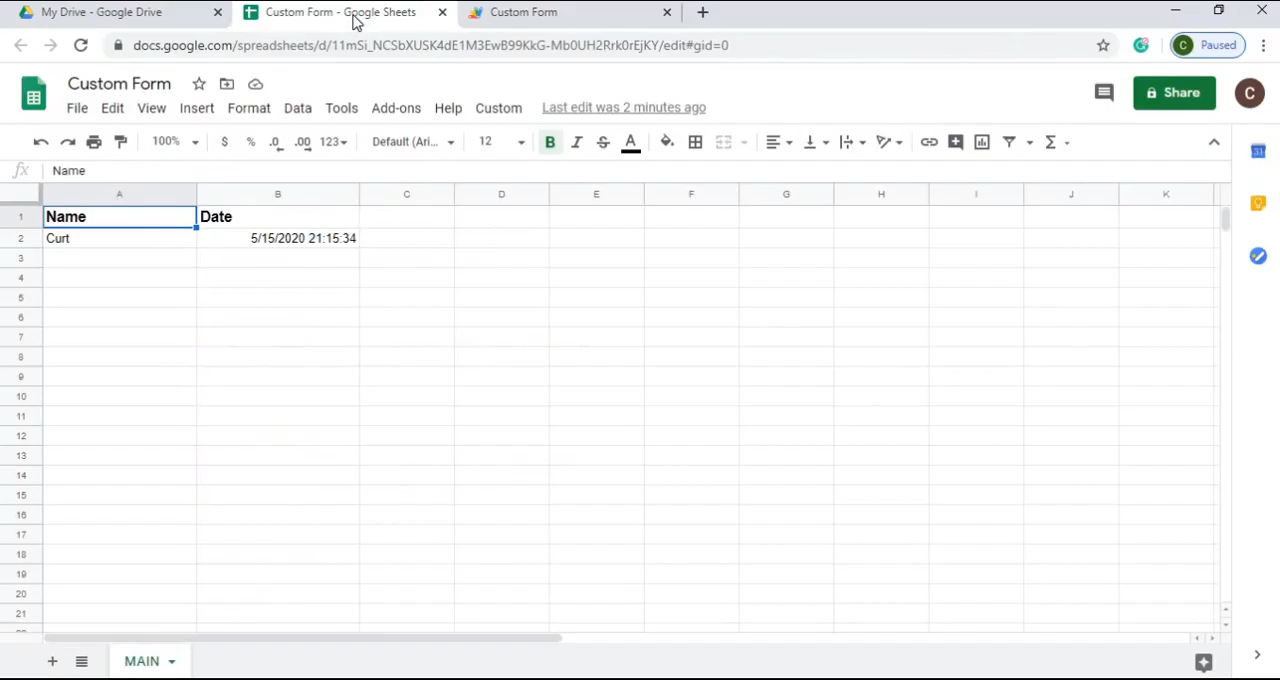 My Drive - Google Drive
Custom Form - Google Sheets
Custom Form
docs.google.com/spreadsheets/d/11mSi_NCSbXUSK4dE1M3EwB99KkG-Mb0UH2Rrk0rEjKY/edit#gid=0
C Paused
Custom Form
File Edit View Insert Format Data Tools Add-ons Help Custom Last edit was 2 minutes ago
Share
C
100% $ % .0 .00 123 Default (Ari... 12 B I S A
fx Name
A B C D E F G H I J K
1 Name Date
2 Curt 5/15/2020 21:15:34
3
4
5
6
7
8
9
10
11
12
13
14
15
16
17
18
19
20
21
MAIN